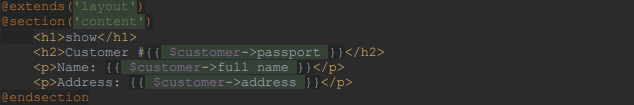 @extends('layout')
@section('content')
<h1>show</h1>
<h2>Customer #{{ $customer->passport }}</h2>
<p>Name: {{ $customer->full name }}</p>
<p>Address: {{ $customer->address }}</p>
@endsection